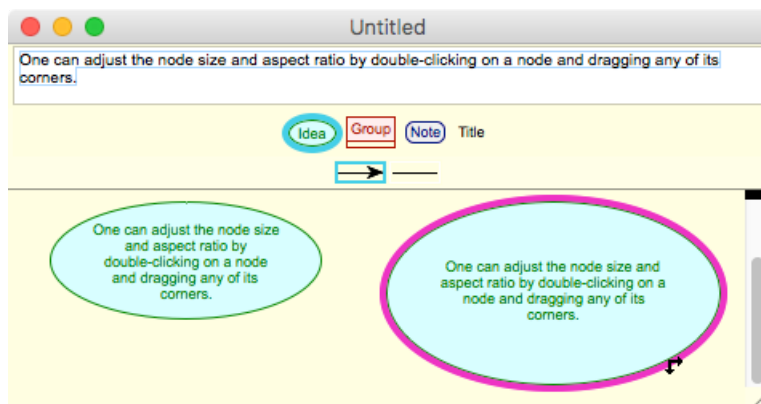 Untitled
One can adjust the node size and aspect ratio by double-clicking on a node and dragging any of its
corners.
Idea Group Note Title
One can adjust the node size
and aspect ratio by
double-clicking on a node
and dragging any of its
corners.
One can adjust the node size and
aspect ratio by double-clicking on a
node and dragging any of its
corners.